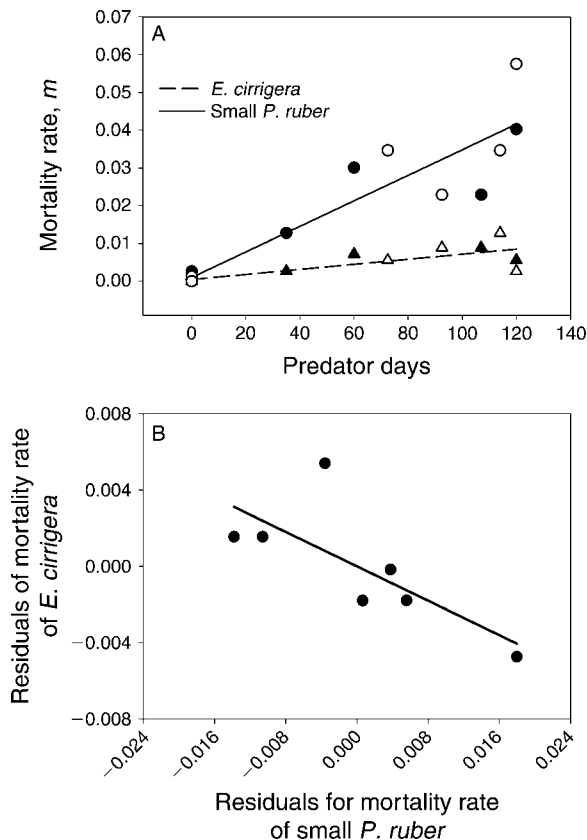 A
0.07
0.06
0.05
0.04
0.03
0.02
0.01
0.00
Mortality rate, m
E. cirrigera
Small P. ruber
0
20
40
60
80
100
120
140
Predator days
B
0.008
0.004
0.000
−0.004
−0.008
Residuals of mortality rate
of E. cirrigera
−0.024
−0.016
−0.008
0.000
0.008
0.016
0.024
Residuals for mortality rate
of small P. ruber